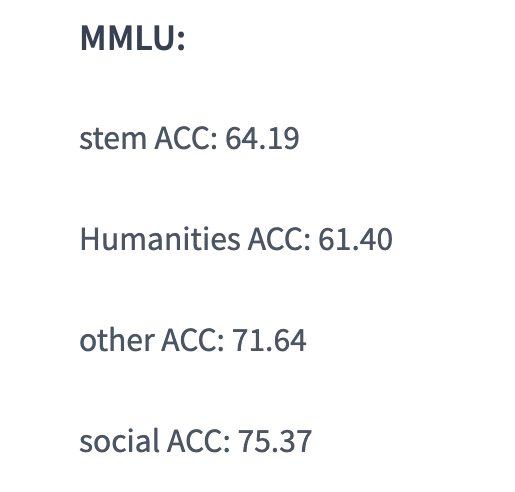 MMLU:
stem ACC: 64.19
Humanities ACC: 61.40
other ACC: 71.64
social ACC: 75.37